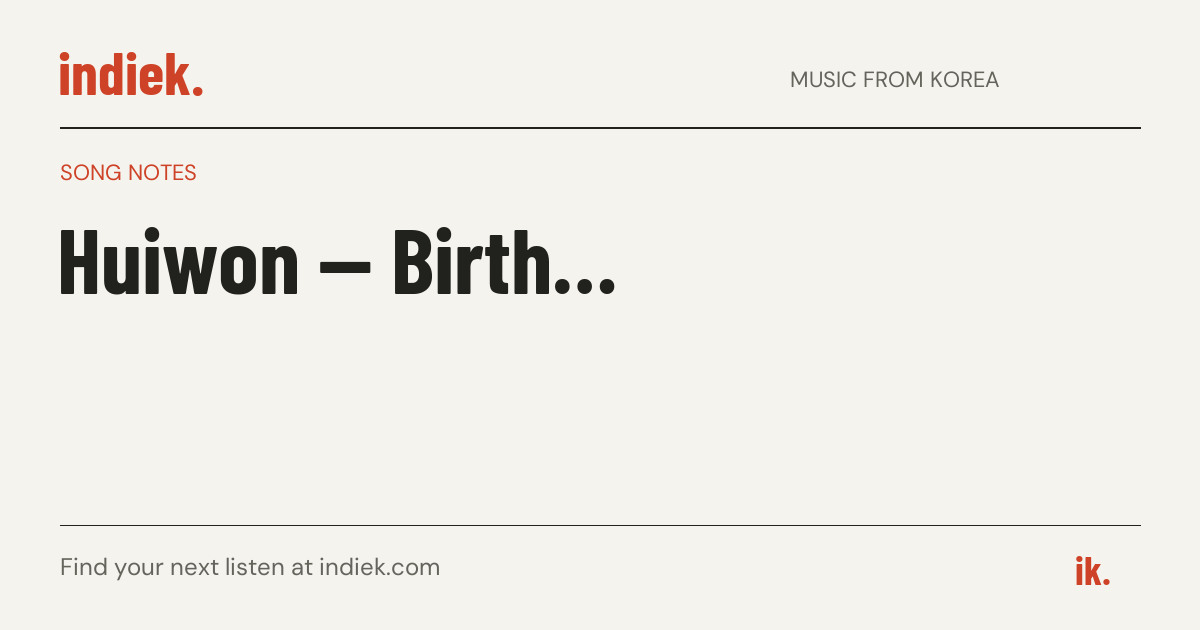 indiek.
MUSIC FROM KOREA
SONG NOTES
Huiwon — Birth...
Find your next listen at indiek.com
ik.